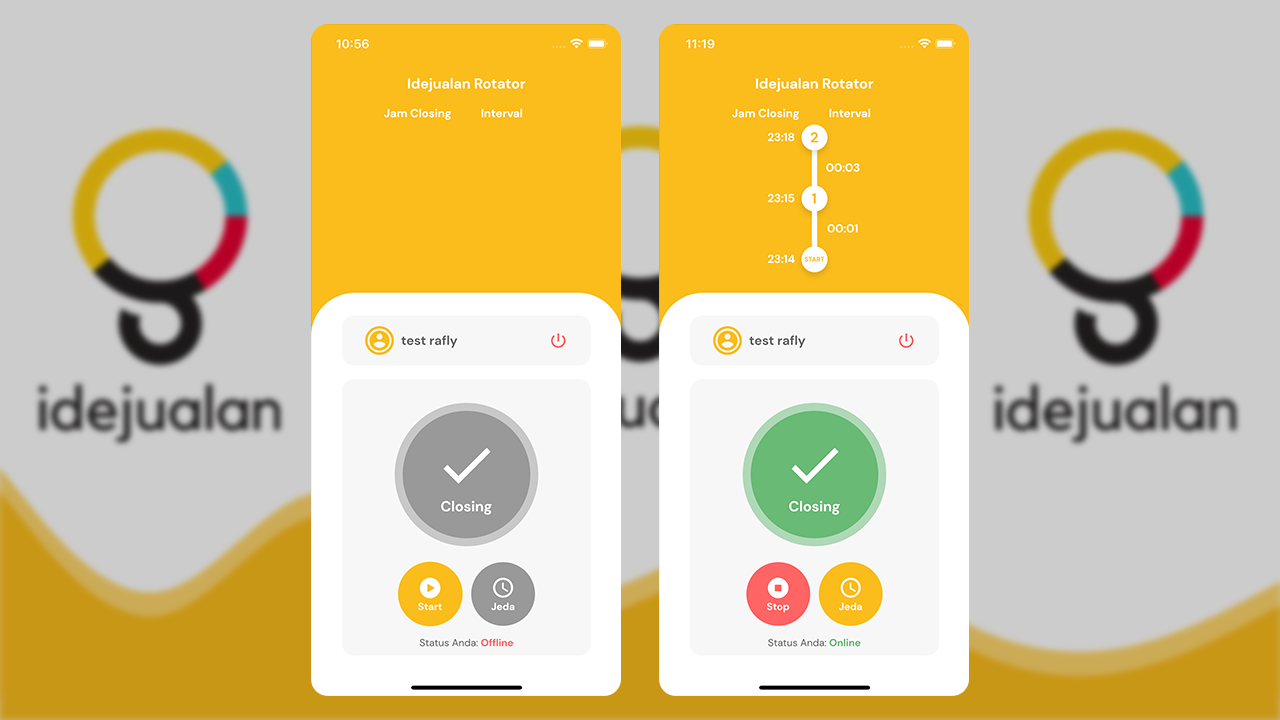 10:56
Idejualan Rotator
Jam Closing Interval
test rafly
Closing
Start
Jeda
Status Anda: Offline
11:19
Idejualan Rotator
Jam Closing Interval
23:18 2
00:03
23:15 1
00:01
23:14 START
test rafly
Closing
Stop
Jeda
Status Anda: Online
idejualan
idejualan